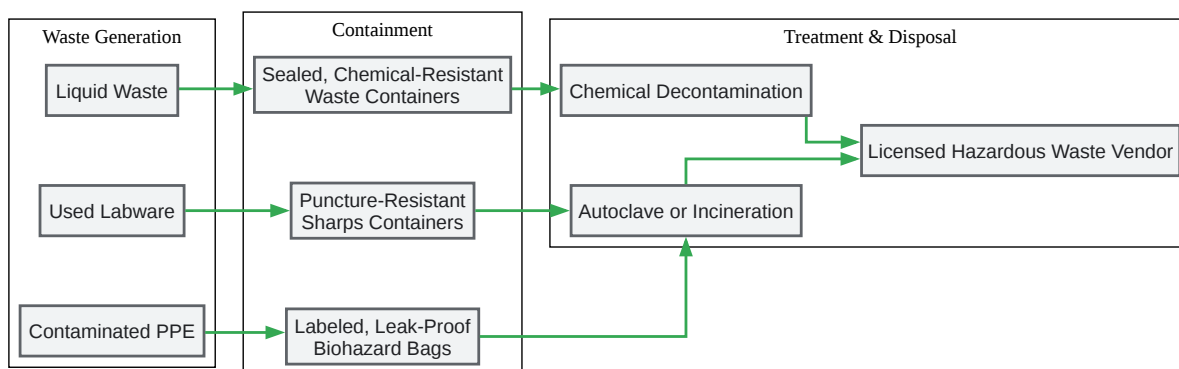 Waste Generation
Containment
Treatment & Disposal
Liquid Waste
Sealed, Chemical-Resistant
Waste Containers
Chemical Decontamination
Licensed Hazardous Waste Vendor
Used Labware
Puncture-Resistant
Sharps Containers
Autoclave or Incineration
Contaminated PPE
Labeled, Leak-Proof
Biohazard Bags